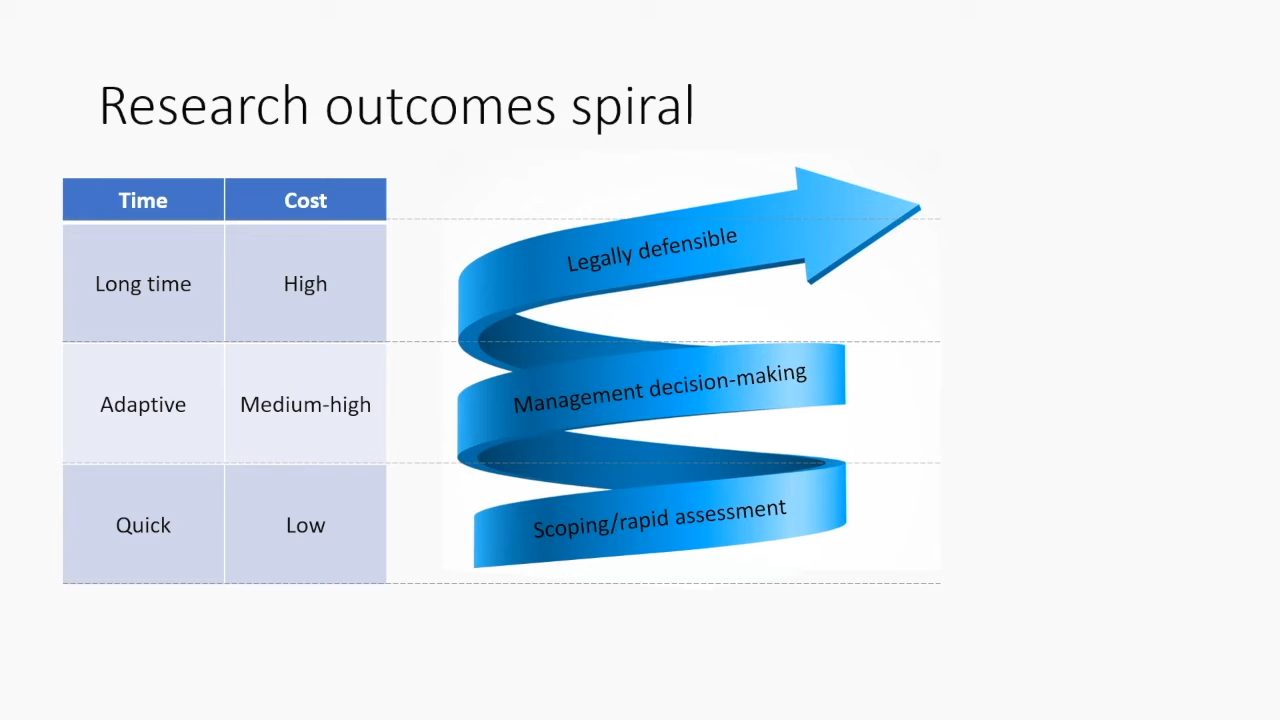 Research outcomes spiral
Time Cost
Long time High
Legally defensible
Adaptive Medium-high
Management decision-making
Quick Low
Scoping/rapid assessment